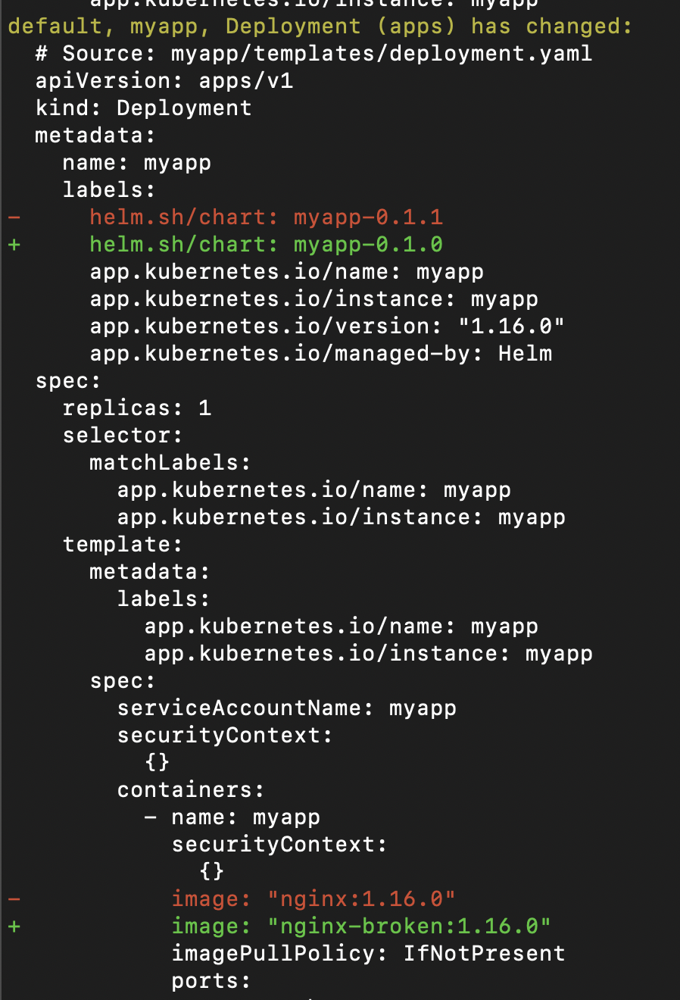 app.kubernetes.io/instance: myapp
default, myapp, Deployment (apps) has changed:
  # Source: myapp/templates/deployment.yaml
  apiVersion: apps/v1
  kind: Deployment
  metadata:
    name: myapp
    labels:
-     helm.sh/chart: myapp-0.1.1
+     helm.sh/chart: myapp-0.1.0
      app.kubernetes.io/name: myapp
      app.kubernetes.io/instance: myapp
      app.kubernetes.io/version: "1.16.0"
      app.kubernetes.io/managed-by: Helm
  spec:
    replicas: 1
    selector:
      matchLabels:
        app.kubernetes.io/name: myapp
        app.kubernetes.io/instance: myapp
    template:
      metadata:
        labels:
          app.kubernetes.io/name: myapp
          app.kubernetes.io/instance: myapp
      spec:
        serviceAccountName: myapp
        securityContext:
          {}
        containers:
          - name: myapp
            securityContext:
              {}
-           image: "nginx:1.16.0"
+           image: "nginx-broken:1.16.0"
            imagePullPolicy: IfNotPresent
            ports: